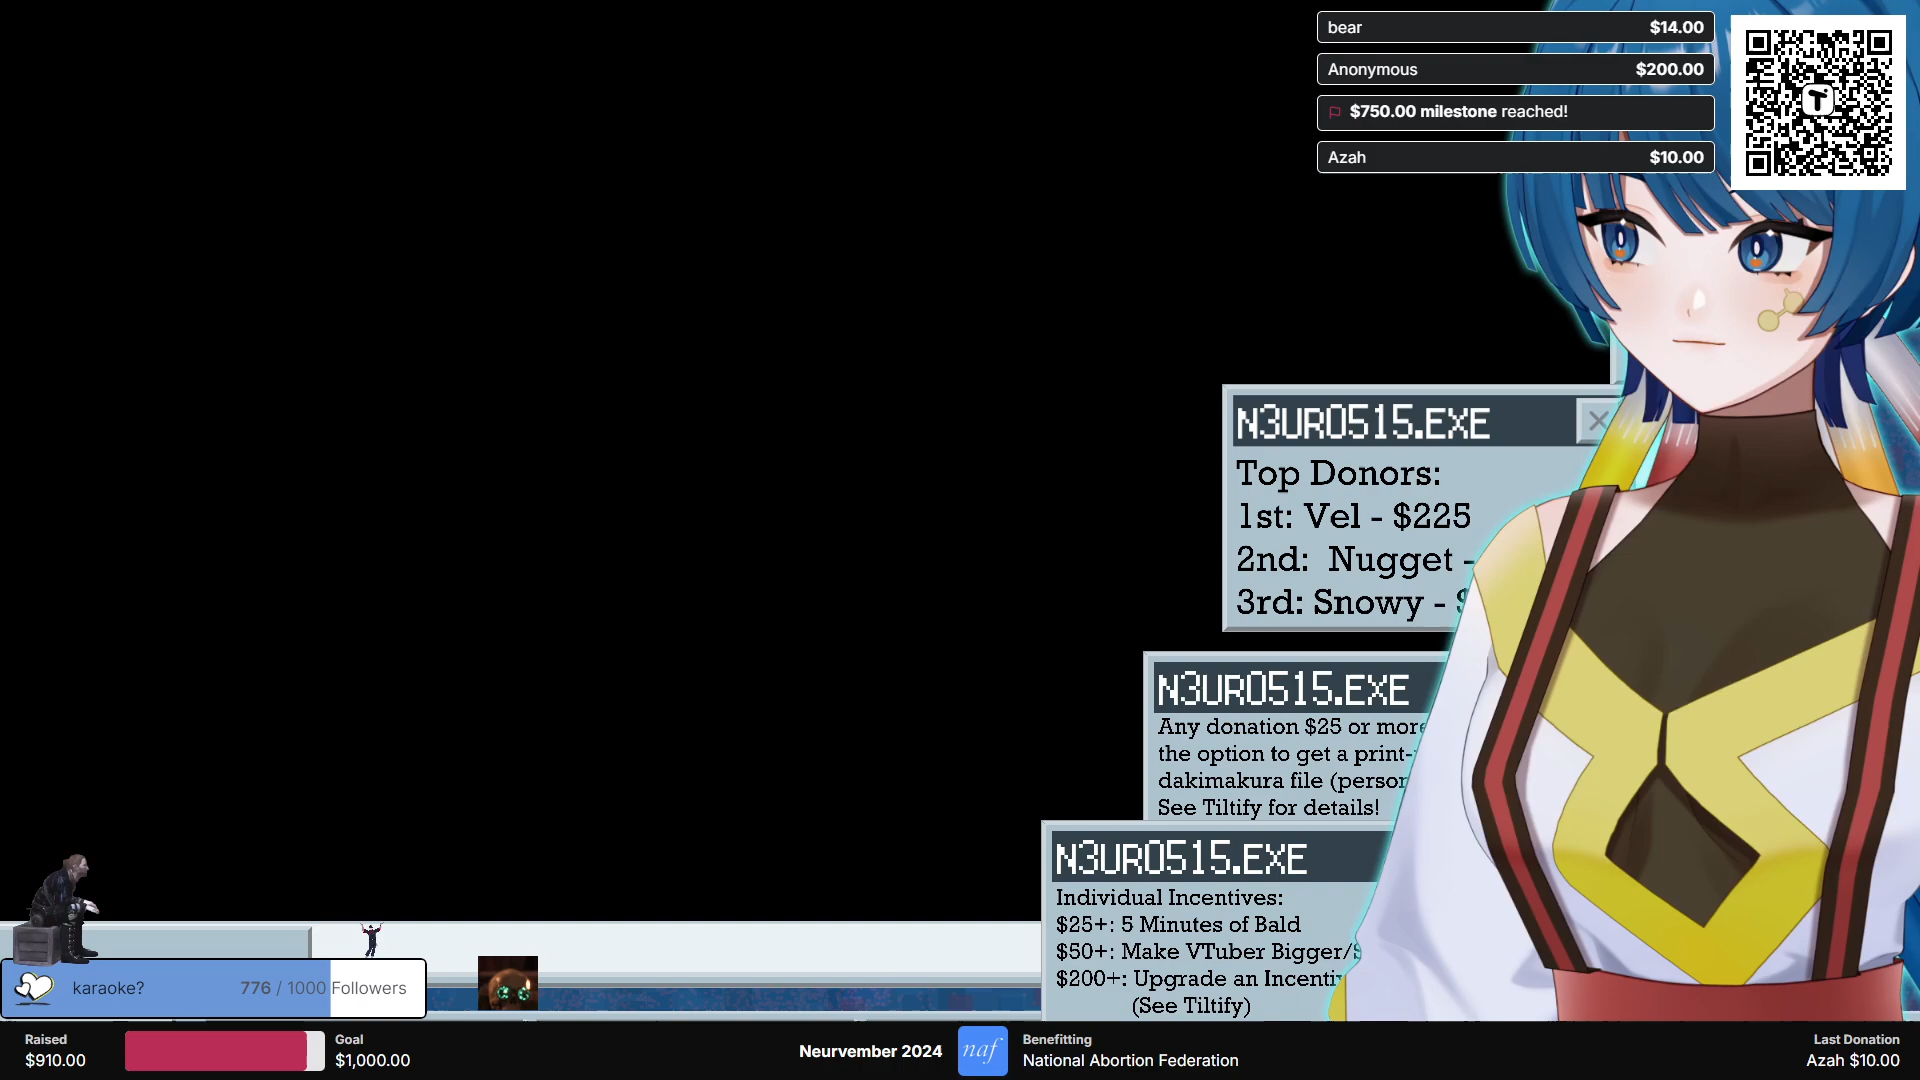 bear $14.00
Anonymous $200.00
$750.00 milestone reached!
Azah $10.00
N3UR0515.EXE
Top Donors:
1st: Vel - $225
2nd: Nugget -
3rd: Snowy -
N3UR0515.EXE
Any donation $25 or more
the option to get a print-
dakimakura file
See Tiltify for details!
N3UR0515.EXE
Individual Incentives:
$25+: 5 Minutes of Bald
$50+: Make VTuber Bigger/
$200+: Upgrade an
(See Tiltify)
karaoke? 776 / 1000 Followers
Raised
$910.00
Goal
$1,000.00
Neurvember 2024
naf
Benefitting
National Abortion Federation
Last Donation
Azah $10.00